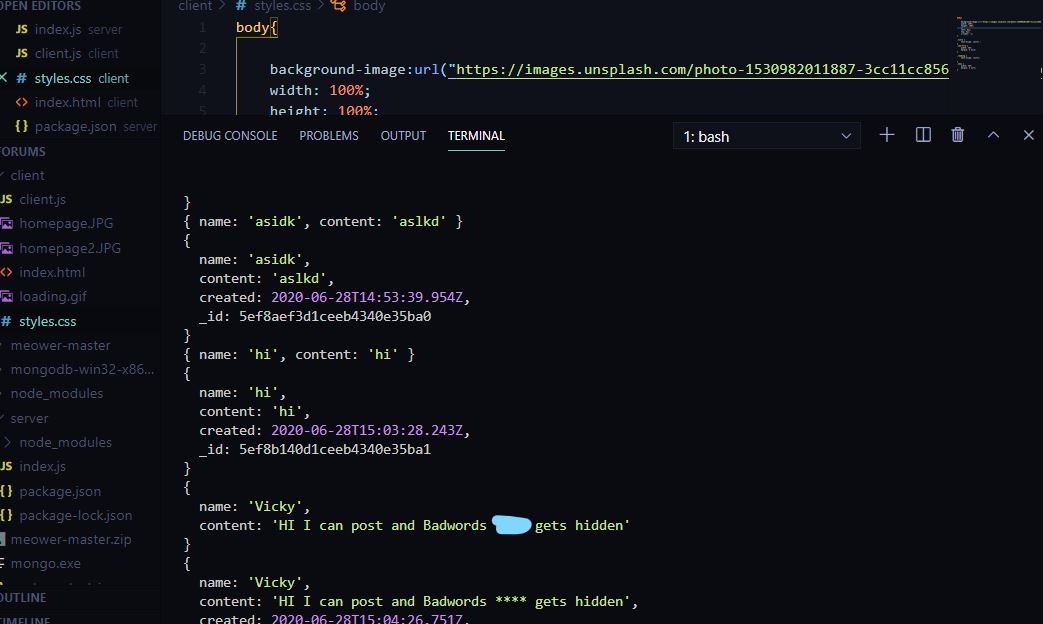 OPEN EDITORS
JS index.js server
JS client.js client
# styles.css client
<> index.html client
{} package.json server
FORUMS
client
JS client.js
homepage.JPG
homepage2.JPG
<> index.html
loading.gif
# styles.css
meower-master
mongodb-win32-x86...
node_modules
server
> node_modules
JS index.js
{} package.json
{} package-lock.json
meower-master.zip
mongo.exe
OUTLINE
TIMELINE
client > # styles.css > body
1 body{
2
3 background-image:url("https://images.unsplash.com/photo-1530982011887-3cc11cc856
4 width: 100%;
5 height: 100%;
DEBUG CONSOLE PROBLEMS OUTPUT TERMINAL 1: bash
}
{ name: 'asidk', content: 'aslkd' }
{
name: 'asidk',
content: 'aslkd',
created: 2020-06-28T14:53:39.954Z,
_id: 5ef8aef3d1ceeb4340e35ba0
}
{ name: 'hi', content: 'hi' }
{
name: 'hi',
content: 'hi',
created: 2020-06-28T15:03:28.243Z,
_id: 5ef8b140d1ceeb4340e35ba1
}
{
name: 'Vicky',
content: 'HI I can post and Badwords gets hidden'
}
{
name: 'Vicky',
content: 'HI I can post and Badwords **** gets hidden',
created: 2020-06-28T15:04:26.751Z,